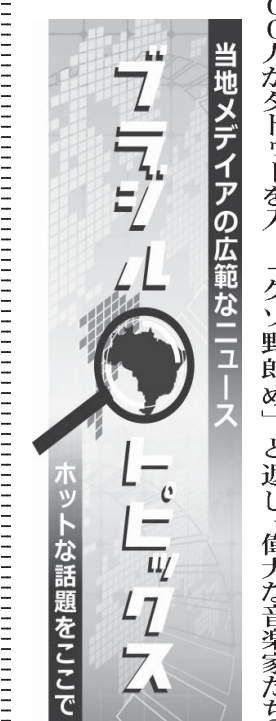 当地メディアの広範なニュース
ブラジル
トピックス
ホットな話題をここで
「クソ野郎め」と返し、偉大な音楽家たち